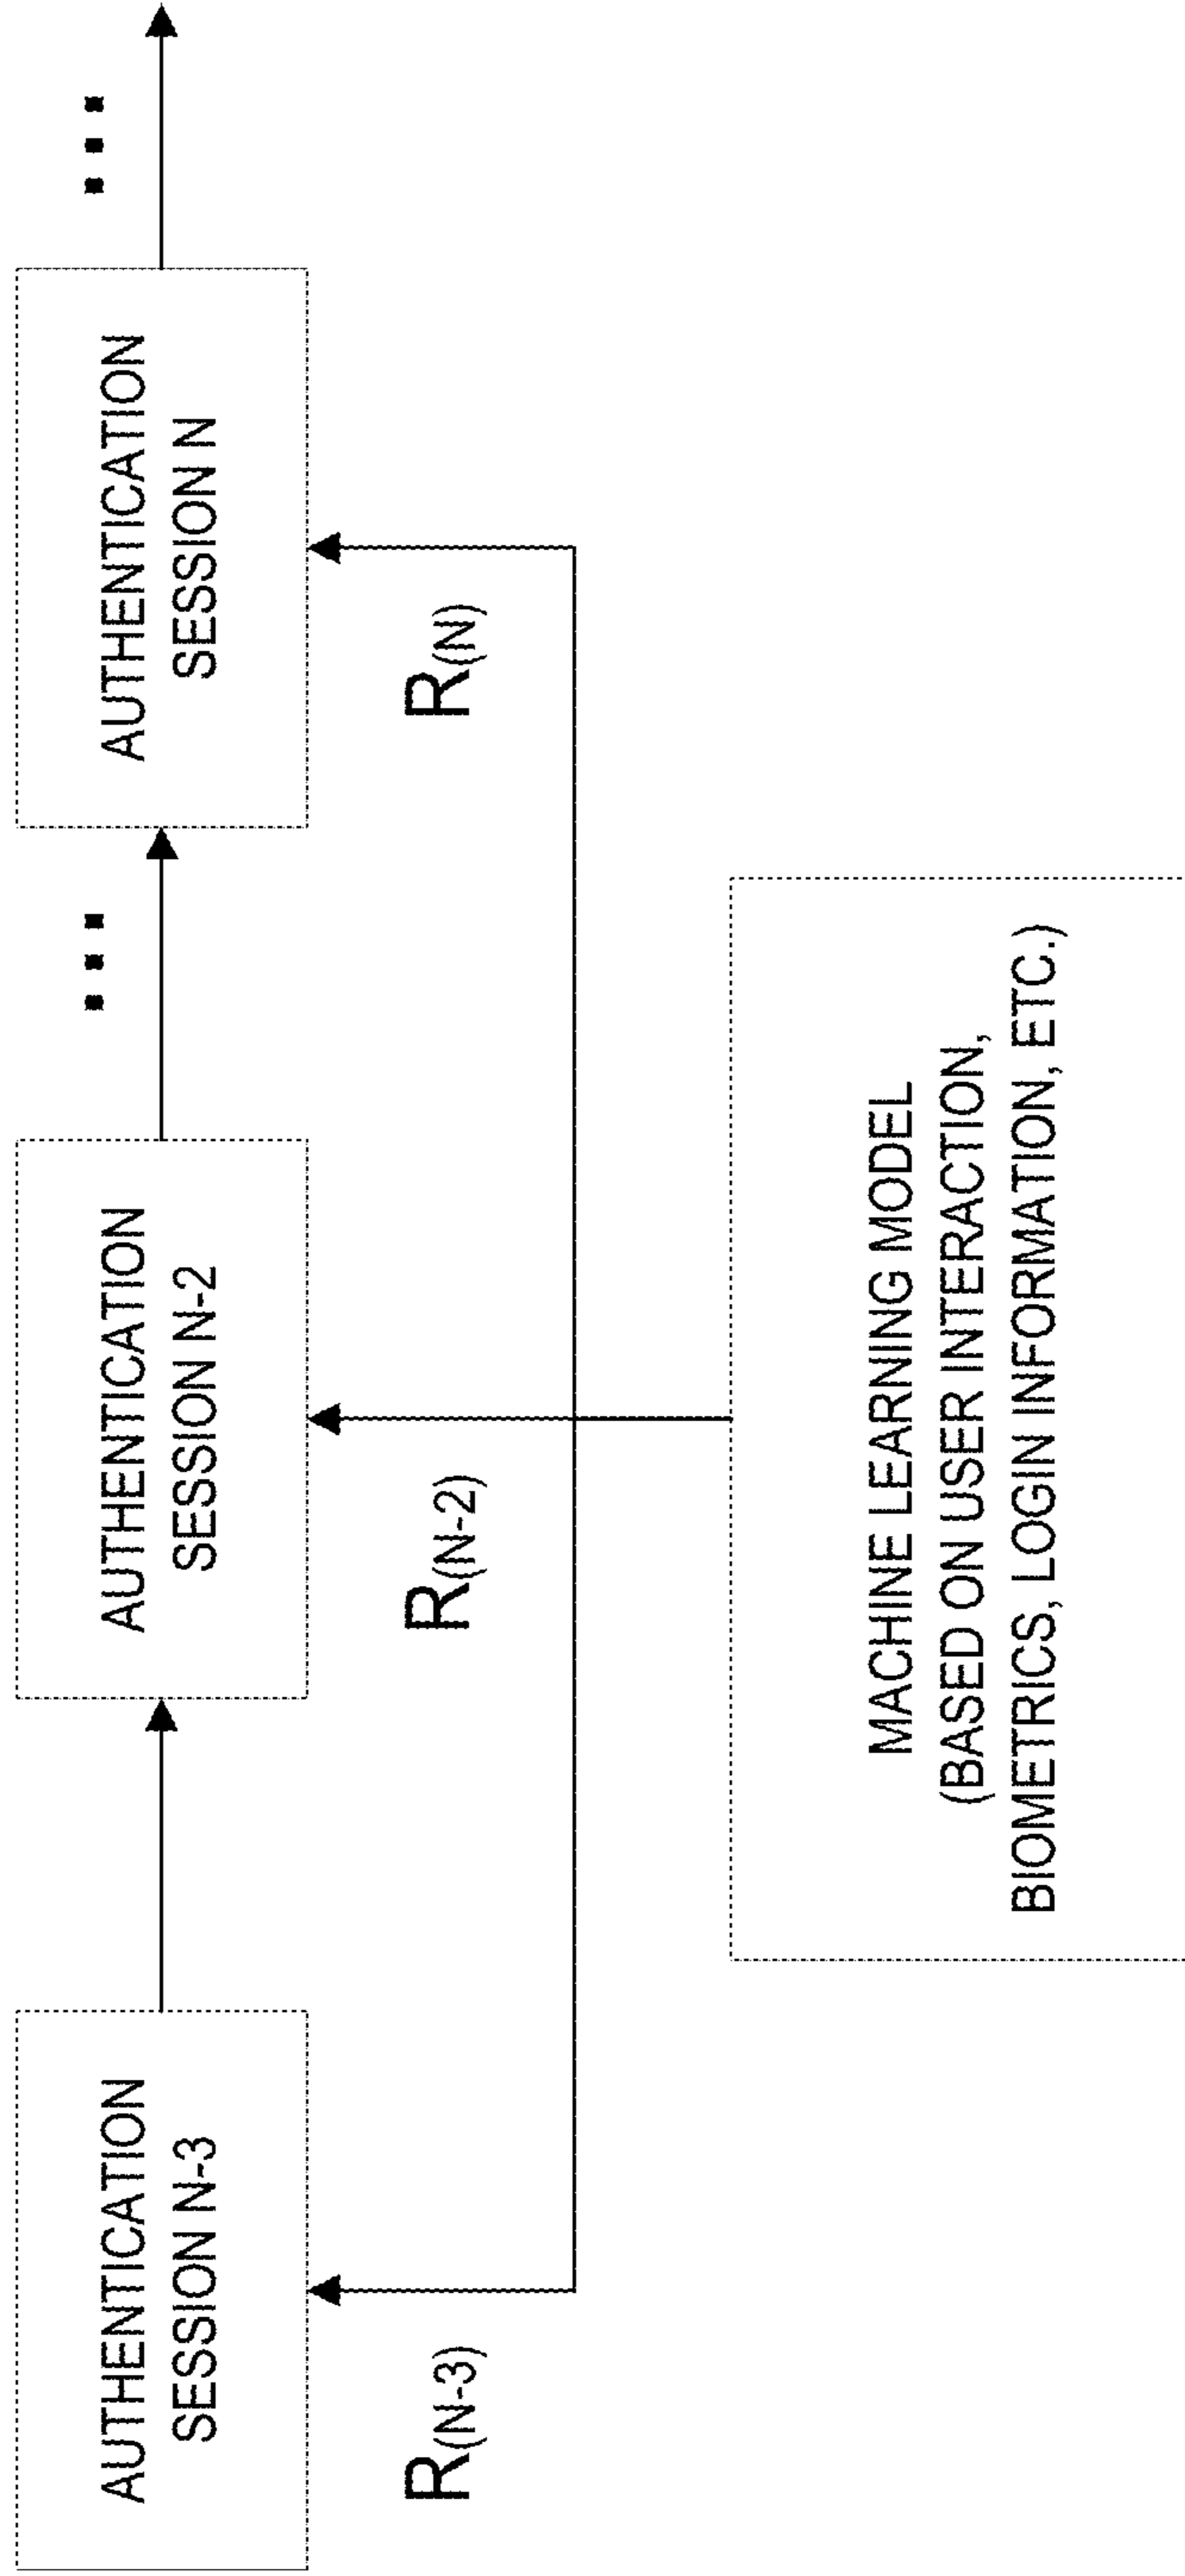 AUTHENTICATION
SESSION N-3
AUTHENTICATION
SESSION N-2
...
AUTHENTICATION
SESSION N
...
R(N-3)
R(N-2)
R(N)
MACHINE LEARNING MODEL
(BASED ON USER INTERACTION,
BIOMETRICS, LOGIN INFORMATION, ETC.)